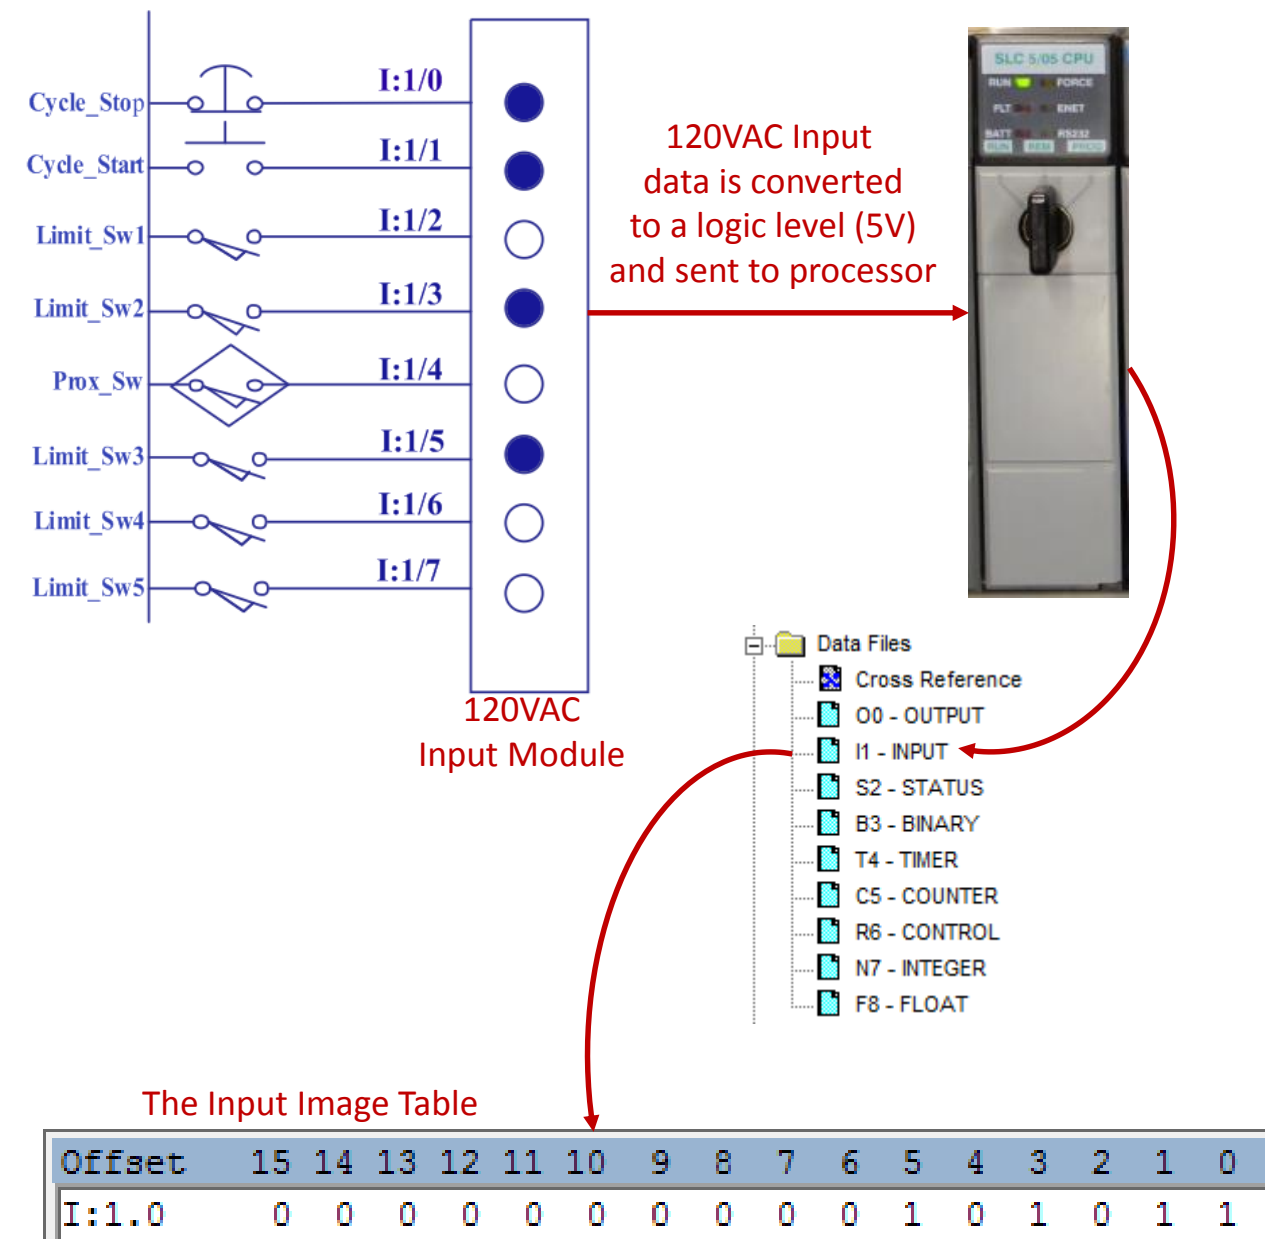 Cycle_Stop
I:1/0
Cycle_Start
I:1/1
Limit_Sw1
I:1/2
Limit_Sw2
I:1/3
Prox_Sw
I:1/4
Limit_Sw3
I:1/5
Limit_Sw4
I:1/6
Limit_Sw5
I:1/7
120VAC
Input Module
120VAC Input
data is converted
to a logic level (5V)
and sent to processor
SLC 5/05 CPU
RUN FORCE
FLT ENET
BATT RS232
RUN REM PROG
Data Files
Cross Reference
O0 - OUTPUT
I1 - INPUT
S2 - STATUS
B3 - BINARY
T4 - TIMER
C5 - COUNTER
R6 - CONTROL
N7 - INTEGER
F8 - FLOAT
The Input Image Table
Offset 15 14 13 12 11 10 9 8 7 6 5 4 3 2 1 0
I:1.0 0 0 0 0 0 0 0 0 0 0 1 0 1 0 1 1